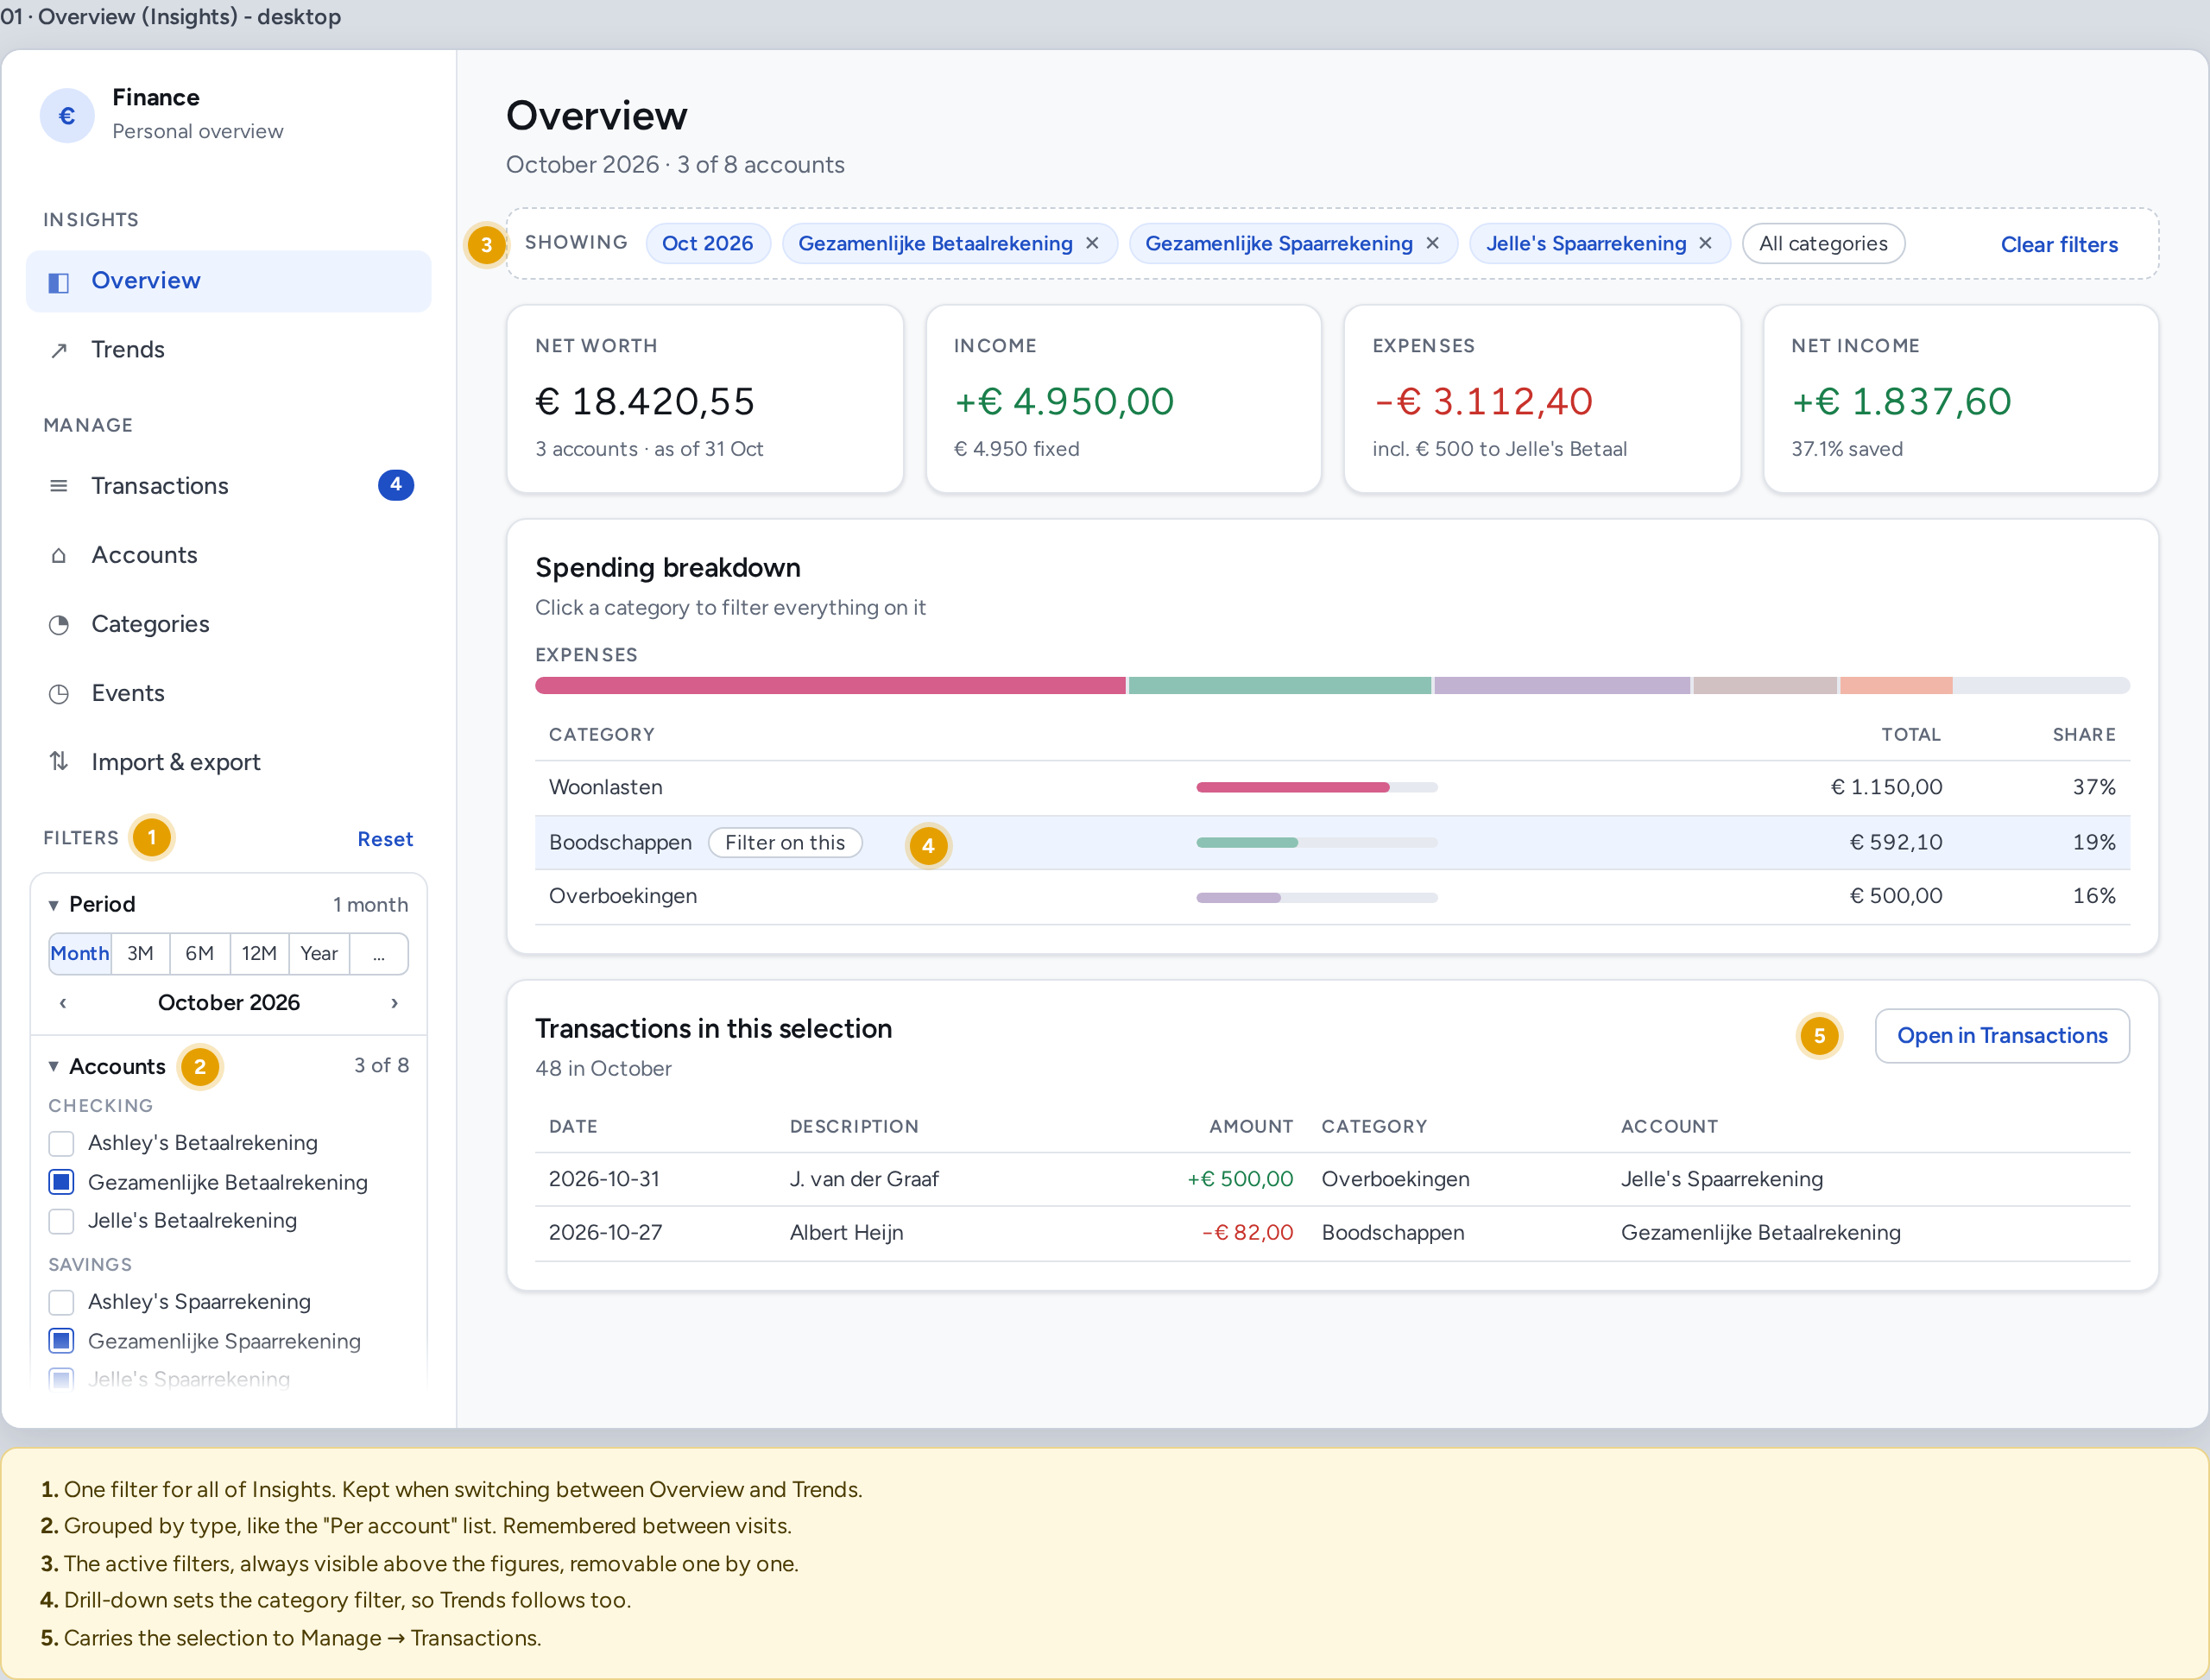 01 · Overview (Insights) - desktop
€
Finance
Personal overview
INSIGHTS
Overview
Trends
MANAGE
Transactions 4
Accounts
Categories
Events
Import & export
FILTERS 1 Reset
▾ Period 1 month
Month 3M 6M 12M Year ...
‹ October 2026 ›
▾ Accounts 2 3 of 8
CHECKING
Ashley's Betaalrekening
Gezamenlijke Betaalrekening
Jelle's Betaalrekening
SAVINGS
Ashley's Spaarrekening
Gezamenlijke Spaarrekening
Jelle's Spaarrekening
Overview
October 2026 · 3 of 8 accounts
3 SHOWING Oct 2026 Gezamenlijke Betaalrekening ✕ Gezamenlijke Spaarrekening ✕ Jelle's Spaarrekening ✕ All categories Clear filters
NET WORTH
€ 18.420,55
3 accounts · as of 31 Oct
INCOME
+€ 4.950,00
€ 4.950 fixed
EXPENSES
−€ 3.112,40
incl. € 500 to Jelle's Betaal
NET INCOME
+€ 1.837,60
37.1% saved
Spending breakdown
Click a category to filter everything on it
EXPENSES
CATEGORY TOTAL SHARE
Woonlasten € 1.150,00 37%
Boodschappen Filter on this 4 € 592,10 19%
Overboekingen € 500,00 16%
Transactions in this selection
48 in October
5 Open in Transactions
DATE DESCRIPTION AMOUNT CATEGORY ACCOUNT
2026-10-31 J. van der Graaf +€ 500,00 Overboekingen Jelle's Spaarrekening
2026-10-27 Albert Heijn −€ 82,00 Boodschappen Gezamenlijke Betaalrekening
1. One filter for all of Insights. Kept when switching between Overview and Trends.
2. Grouped by type, like the "Per account" list. Remembered between visits.
3. The active filters, always visible above the figures, removable one by one.
4. Drill-down sets the category filter, so Trends follows too.
5. Carries the selection to Manage → Transactions.